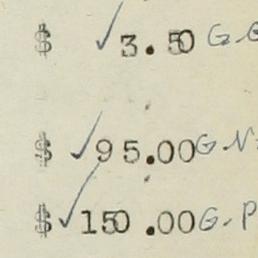 $ ✓ 3.50 G.G
$ ✓ 95.00 G.N.
$ ✓ 150.00 G.P